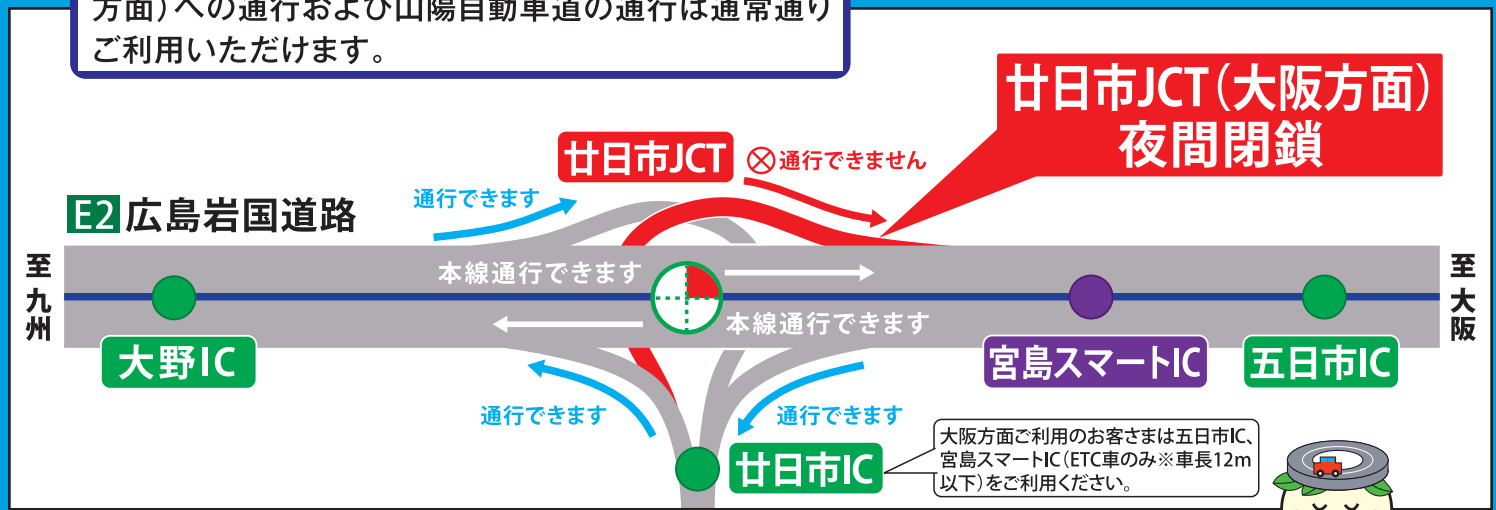 方面）への通行および山陽自動車道の通行は通常通り
ご利用いただけます。
廿日市JCT（大阪方面）
夜間閉鎖
廿日市JCT
通行できません
通行できます
E2 広島岩国道路
至九州
至大阪
本線通行できます
本線通行できます
大野IC
宮島スマートIC
五日市IC
通行できます
通行できます
廿日市IC
大阪方面ご利用のお客さまは五日市IC、
宮島スマートIC（ETC車のみ※車長12m
以下）をご利用ください。